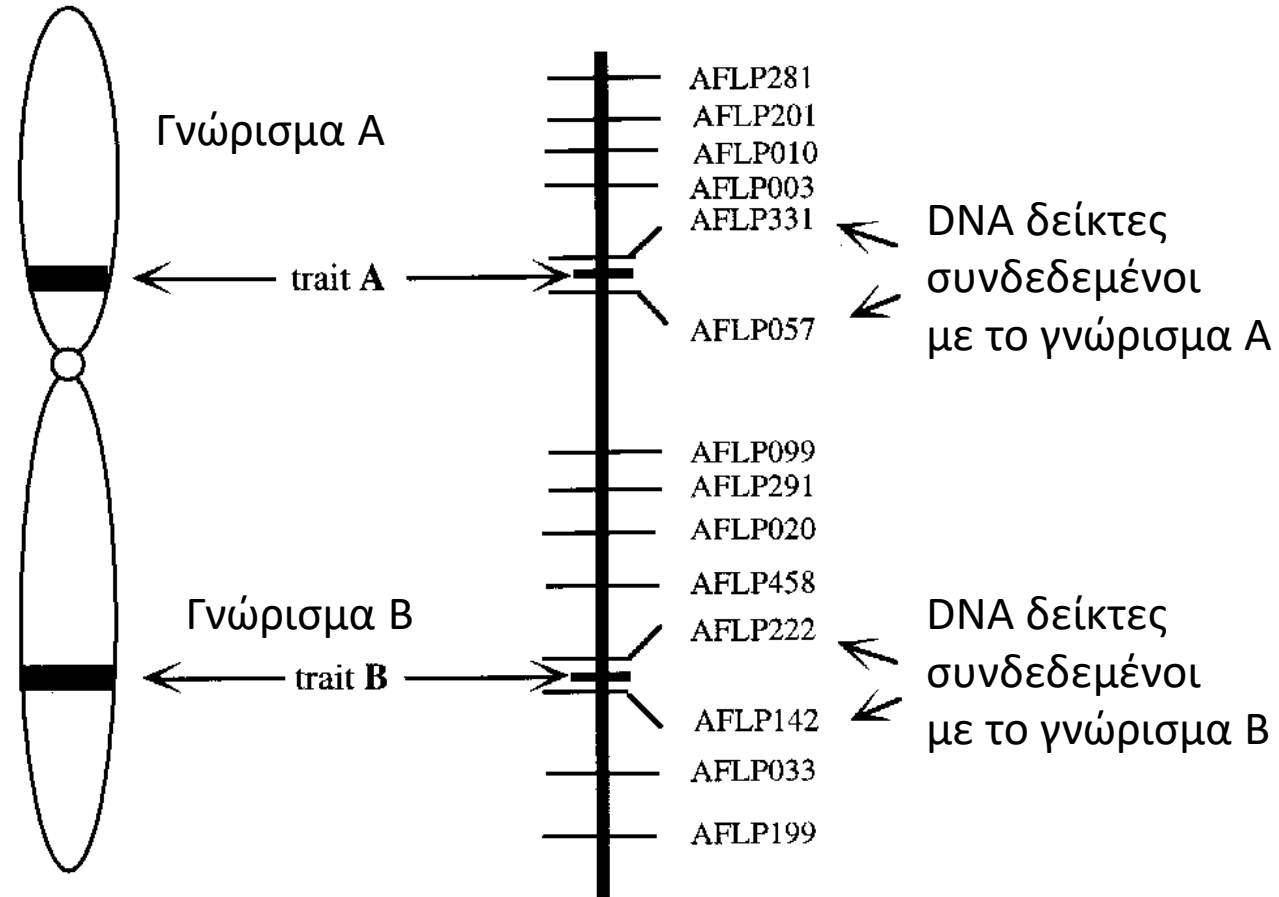 AFLP281
AFLP201
Γνώρισμα Α
AFLP010
AFLP003
AFLP331
DNA δείκτες
συνδεδεμένοι
με το γνώρισμα Α
trait A
AFLP057
AFLP099
AFLP291
AFLP020
AFLP458
Γνώρισμα Β
AFLP222
DNA δείκτες
συνδεδεμένοι
με το γνώρισμα Β
trait B
AFLP142
AFLP033
AFLP199